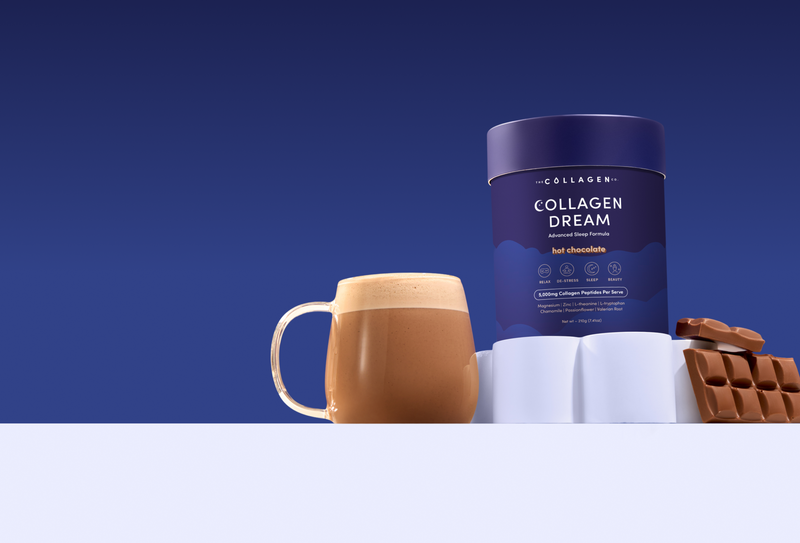 THE COLLAGEN CO.
COLLAGEN
DREAM
Advanced Sleep Formula
hot chocolate
RELAX DE-STRESS SLEEP BEAUTY
5,000mg Collagen Peptides Per Serve
Magnesium | Zinc | L-theanine | L-tryptophan
Chamomile | Passionflower | Valerian Root